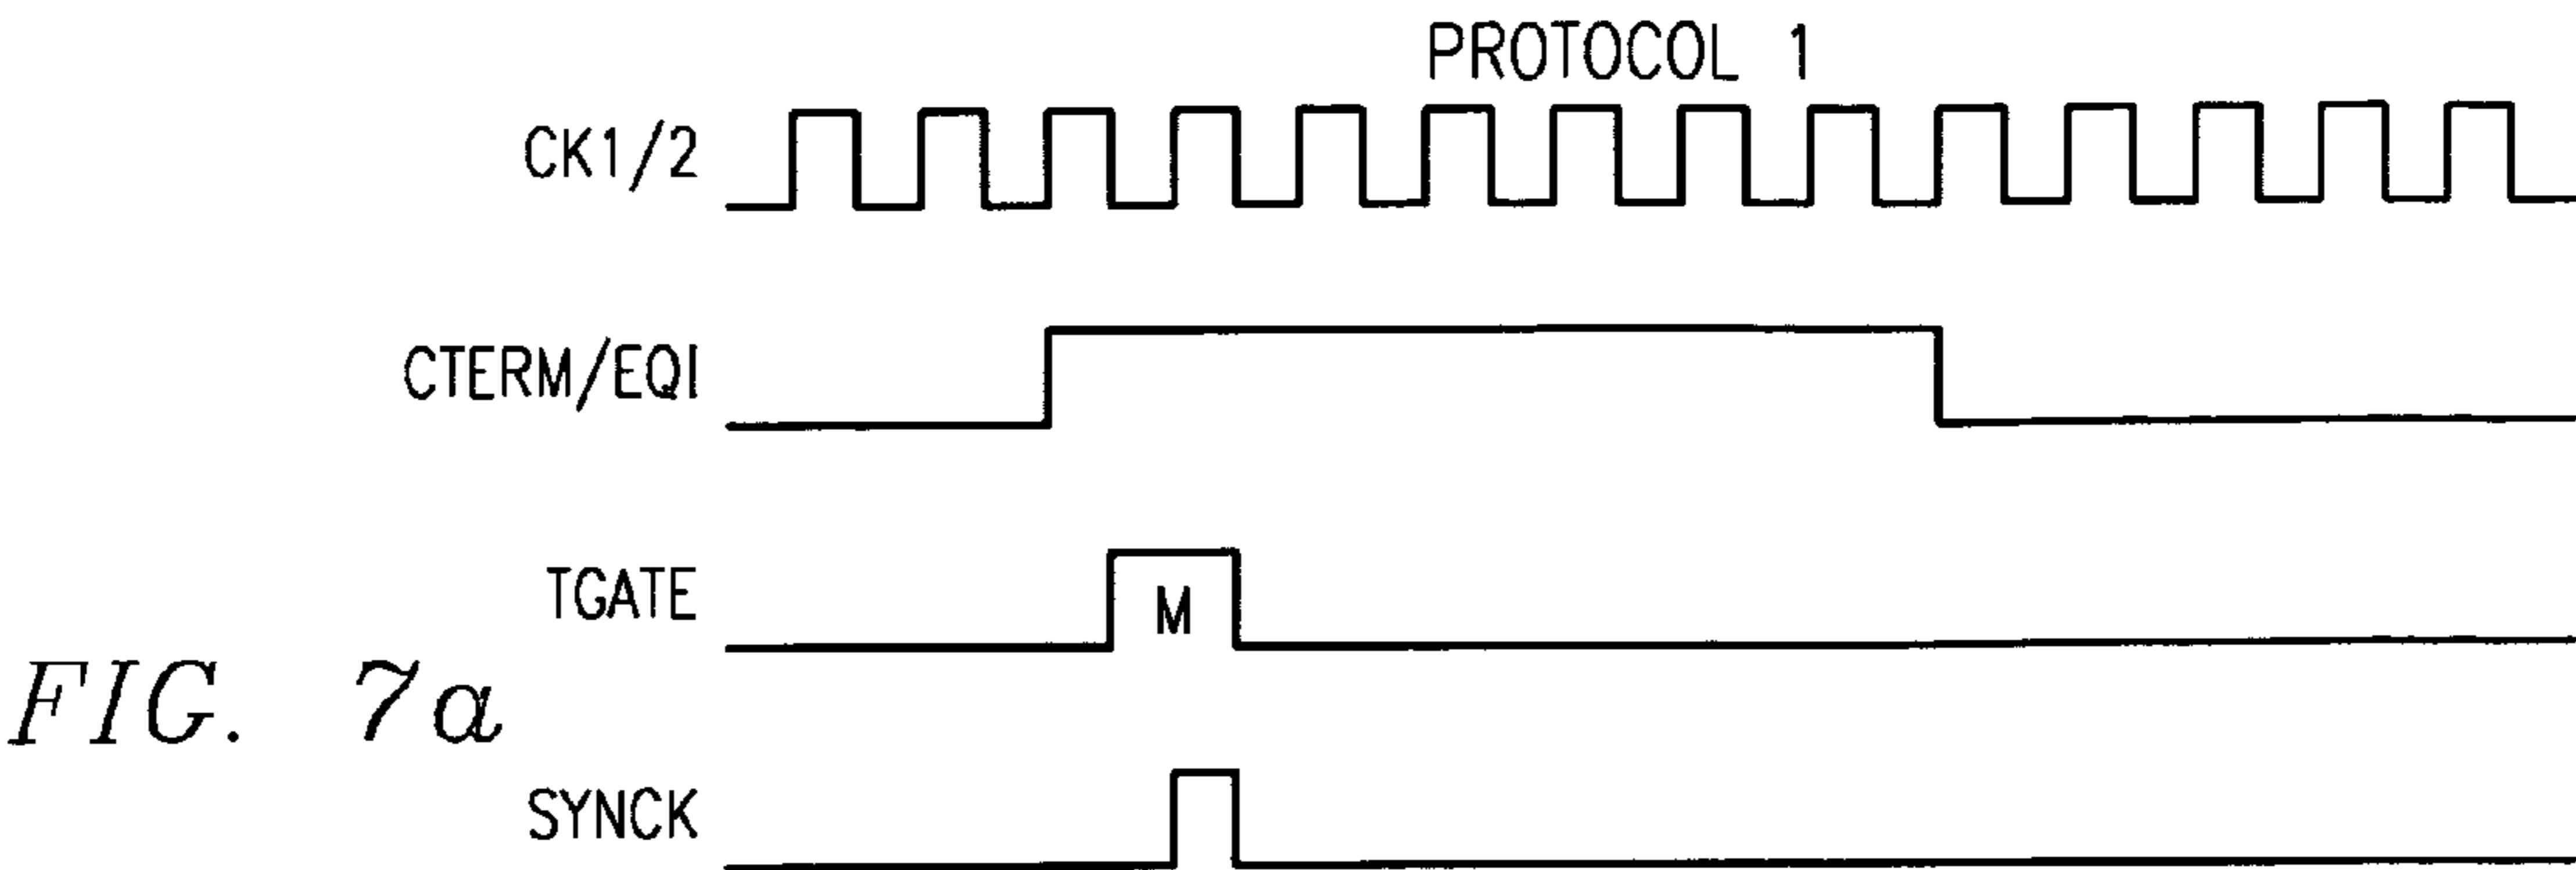 PROTOCOL 1
CK1/2
CTERM/EQI
TGATE
M
FIG. 7a
SYNCK